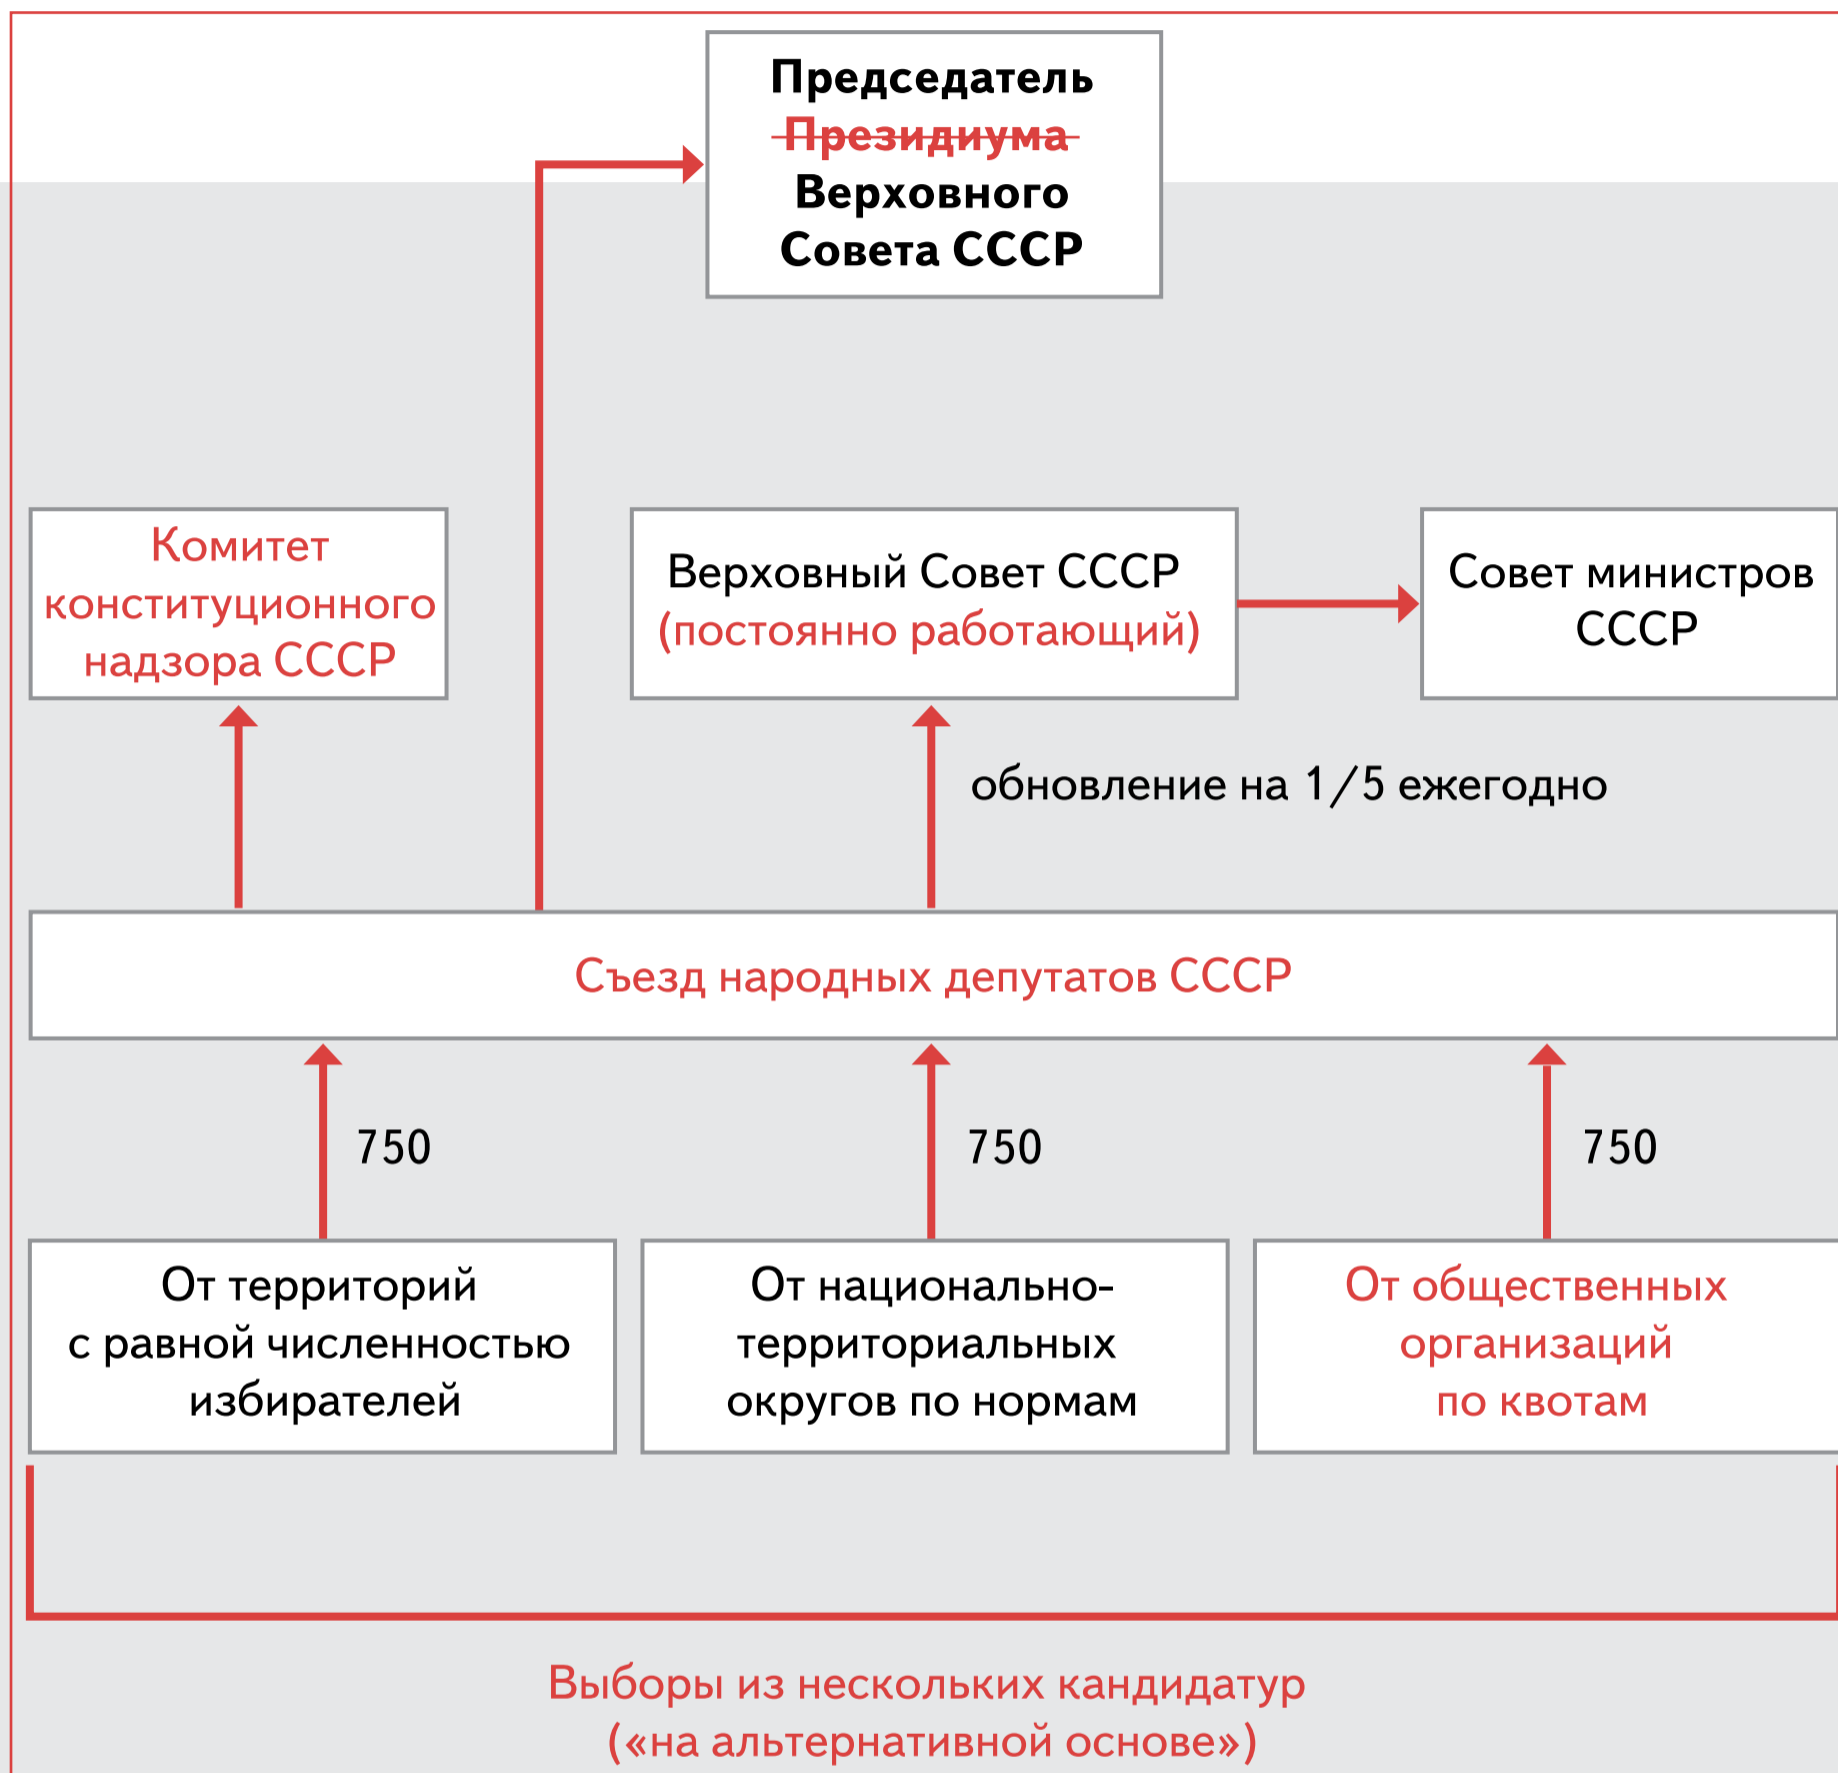 Председатель
Президиума
Верховного
Совета СССР
Комитет
конституционного
надзора СССР
Верховный Совет СССР
(постоянно работающий)
Совет министров
СССР
обновление на 1/5 ежегодно
Съезд народных депутатов СССР
750
750
750
От территорий
с равной численностью
избирателей
От национально-
территориальных
округов по нормам
От общественных
организаций
по квотам
Выборы из нескольких кандидатур
(«на альтернативной основе»)